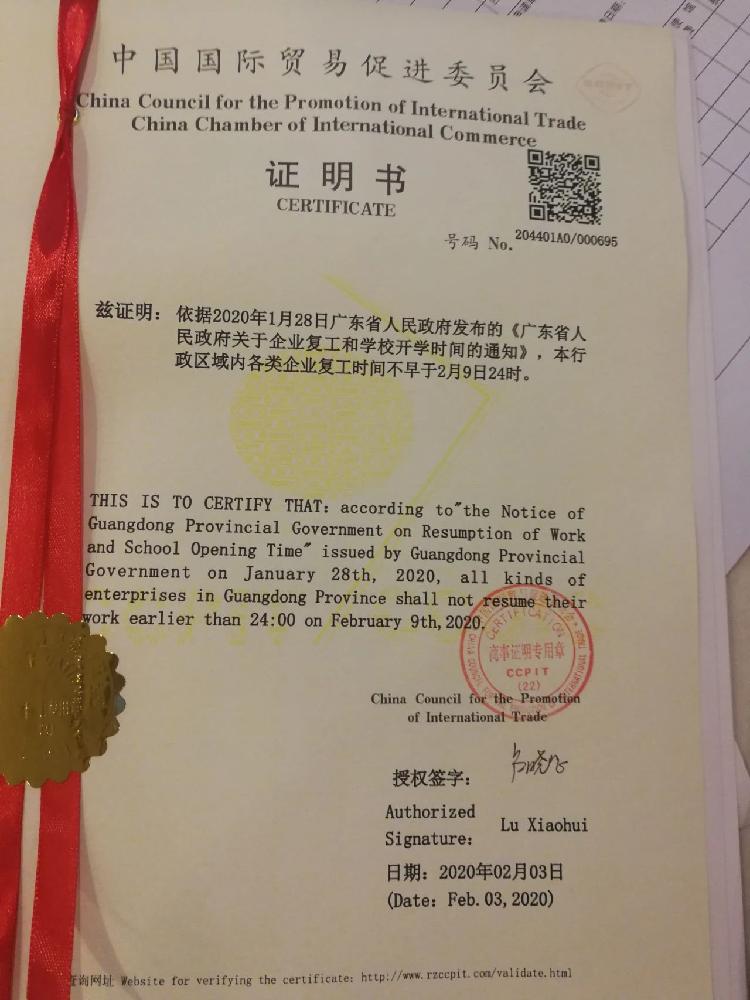 中国国际贸易促进委员会
China Council for the Promotion of International Trade
China Chamber of International Commerce
证明书
CERTIFICATE
号码 No. 204401A0/000695
兹证明：依据2020年1月28日广东省人民政府发布的《广东省人
民政府关于企业复工和学校开学时间的通知》，本行
政区域内各类企业复工时间不早于2月9日24时。
THIS IS TO CERTIFY THAT: according to"the Notice of
Guangdong Provincial Government on Resumption of Work
and School Opening Time" issued by Guangdong Provincial
Government on January 28th, 2020, all kinds of
enterprises in Guangdong Province shall not resume their
work earlier than 24:00 on February 9th,2020.
CERTIFICATION
商事证明专用章
CCPIT
(22)
China Council for the Promotion
of International Trade
授权签字：
Authorized
Signature: Lu Xiaohui
日期：2020年02月03日
(Date: Feb.03,2020)
查询网址 Website for verifying the certificate: http://www.rzccpit.com/validate.html